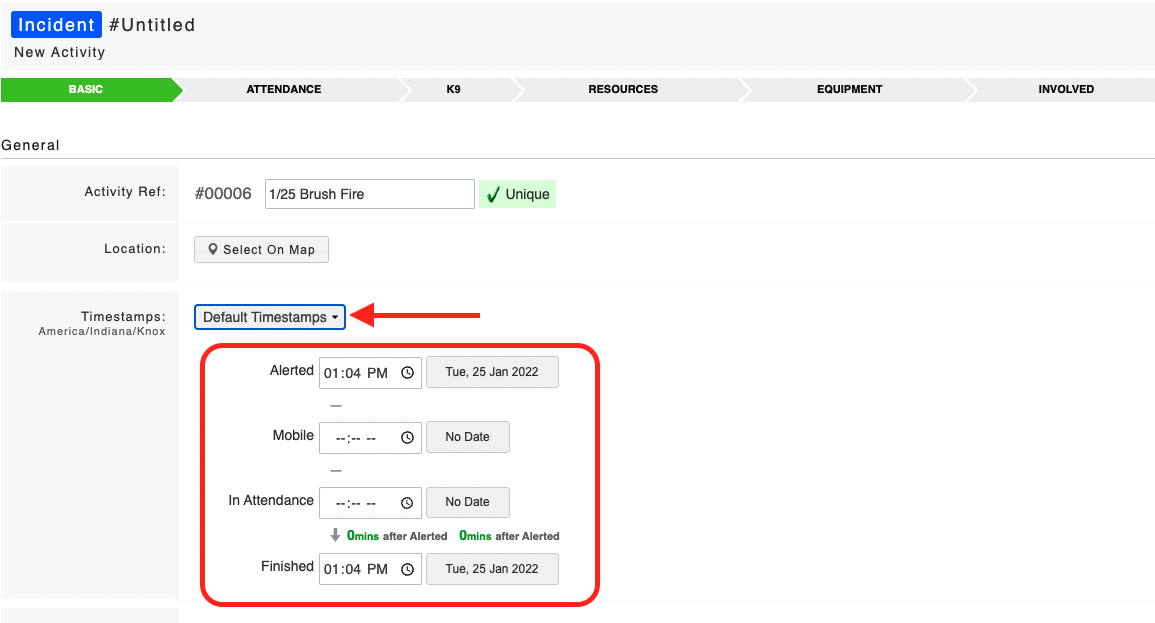 Incident #Untitled
New Activity
BASIC ATTENDANCE K9 RESOURCES EQUIPMENT INVOLVED
General
Activity Ref: #00006 1/25 Brush Fire Unique
Location: Select On Map
Timestamps: Default Timestamps
America/Indiana/Knox
Alerted 01:04 PM Tue, 25 Jan 2022
—
Mobile --:-- -- No Date
—
In Attendance --:-- -- No Date
0mins after Alerted 0mins after Alerted
Finished 01:04 PM Tue, 25 Jan 2022